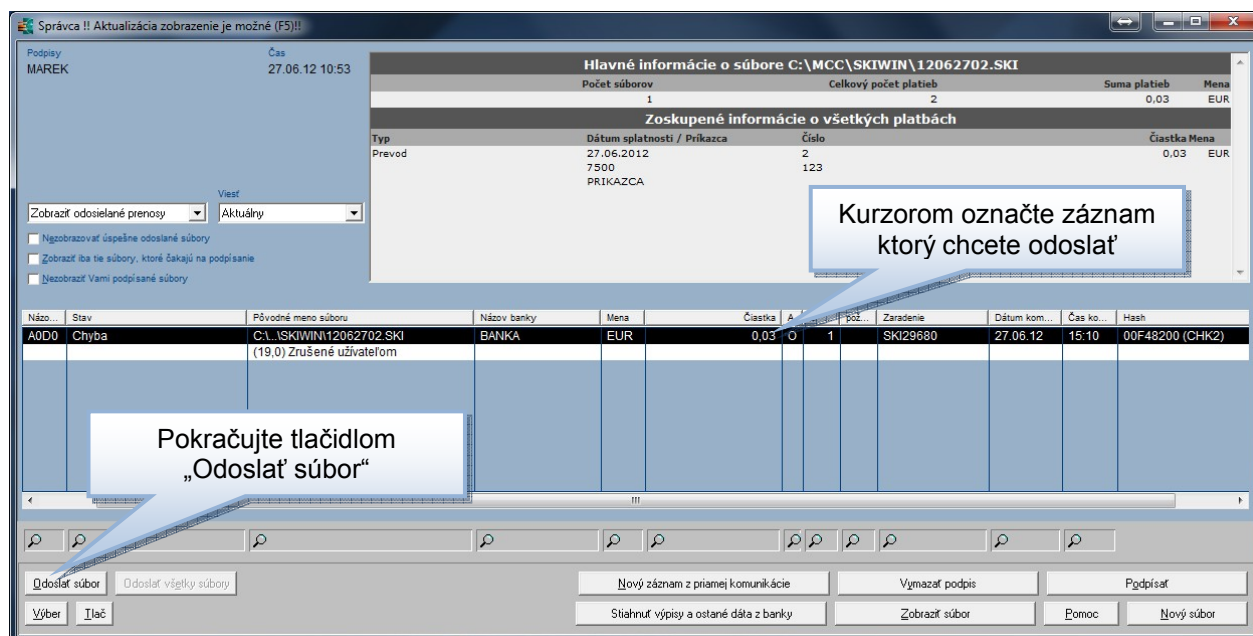 Správca !! Aktualizácia zobrazenie je možné (F5)!!
Podpisy Čas
MAREK 27.06.12 10:53
Hlavné informácie o súbore C:\MCC\SKIWIN\12062702.SKI
Počet súborov Celkový počet platieb Suma platieb Mena
1 2 0,03 EUR
Zoskupené informácie o všetkých platbách
Typ Dátum splatnosti / Príkazca Číslo Čiastka Mena
Prevod 27.06.2012 2 0,03 EUR
7500 123
PRIKAZCA
Viesť
Zobraziť odosielané prenosy Aktuálny
Nezobrazovať úspešne odoslané súbory
Zobraziť iba tie súbory, ktoré čakajú na podpísanie
Nezobraziť Vami podpísané súbory
Kurzorom označte záznam
ktorý chcete odoslať
Názo... Stav Pôvodné meno súboru Názov banky Mena Čiastka A... pož... Zaradenie Dátum kom... Čas ko... Hash
A0D0 Chyba C:\...\SKIWIN\12062702.SKI BANKA EUR 0,03 O 1 SKI29680 27.06.12 15:10 00F48200 (CHK2)
(19,0) Zrušené užívateľom
Pokračujte tlačidlom
„Odoslať súbor“
Odoslať súbor Odoslať všetky súbory Nový záznam z priamej komunikácie Vymazať podpis Podpísať
Výber Tlač Stiahnuť výpisy a ostané dáta z banky Zobraziť súbor Pomoc Nový súbor